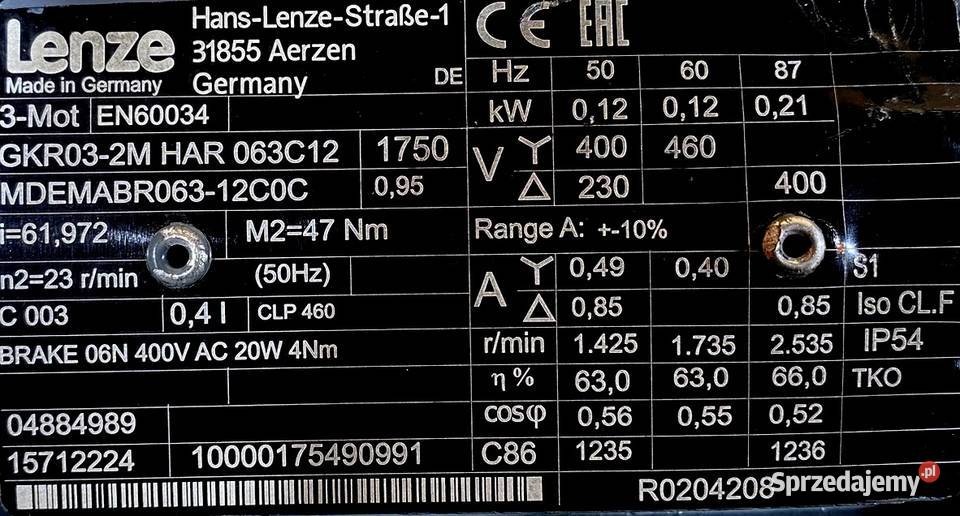 Lenze
Hans-Lenze-Straße-1
31855 Aerzen
Germany
Made in Germany
DE
CE EAC
3-Mot EN60034
GKR03-2M HAR 063C12 1750
MDEMABR063-12C0C 0,95
i=61,972 M2=47 Nm
n2=23 r/min (50Hz)
C 003 0,4 l CLP 460
BRAKE 06N 400V AC 20W 4Nm
04884989
15712224 10000175490991
Hz 50 60 87
kW 0,12 0,12 0,21
V Y 400 460
Δ 230 400
Range A: +-10%
A Y 0,49 0,40 S1
Δ 0,85 0,85 Iso CL.F
r/min 1.425 1.735 2.535 IP54
η % 63,0 63,0 66,0 TKO
cosφ 0,56 0,55 0,52
C86 1235 1236
R0204208
Sprzedajemy.pl